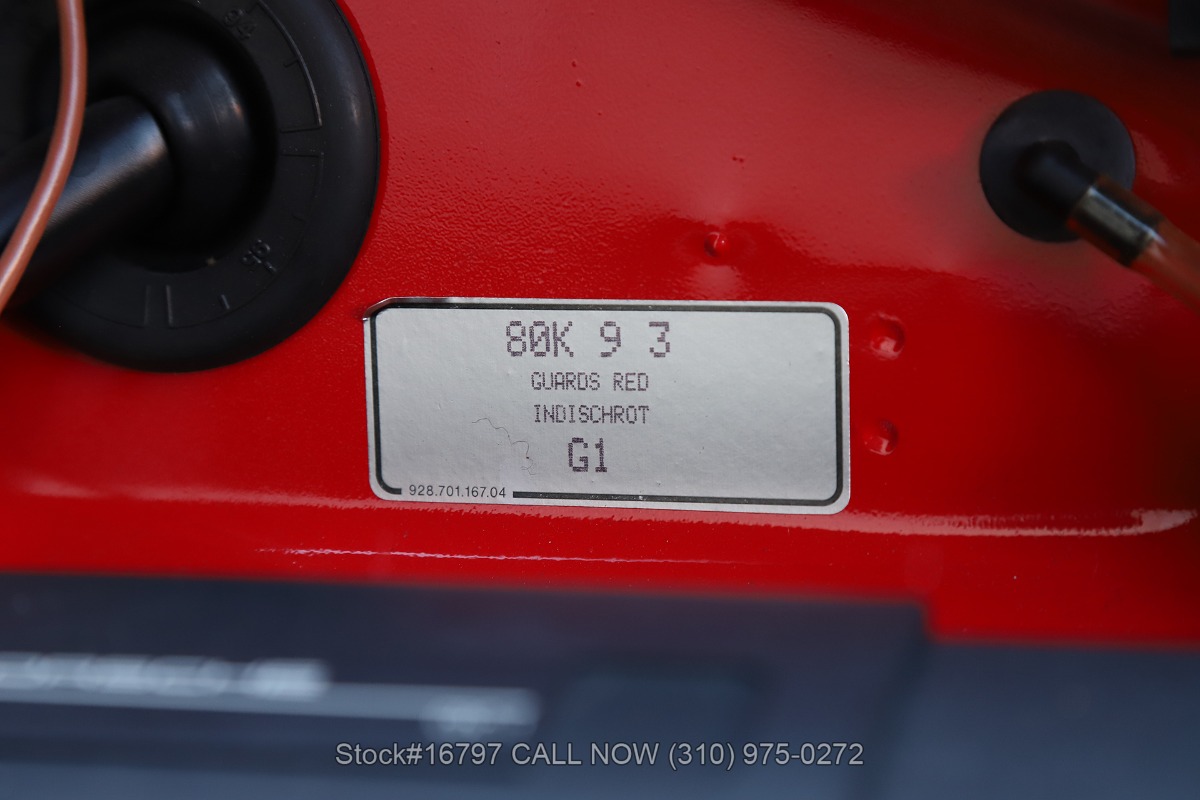 80K 9 3
GUARDS RED
INDISCHROT
G1
928.701.167.04
Stock#16797 CALL NOW (310) 975-0272